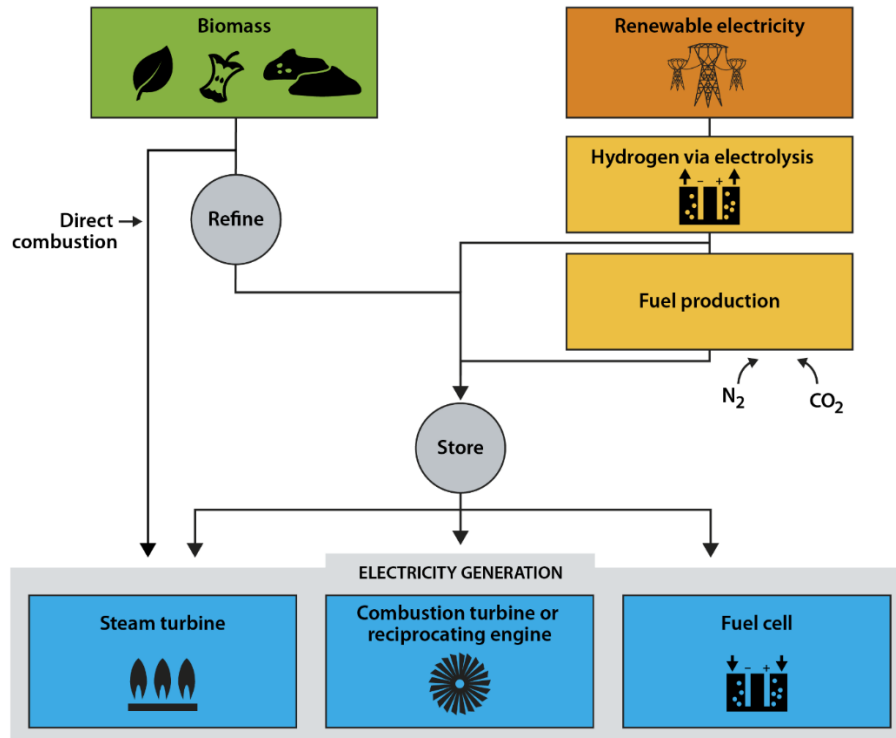 Biomass
Renewable electricity
Hydrogen via electrolysis
− +
Direct
combustion
Refine
Fuel production
N₂
CO₂
Store
ELECTRICITY GENERATION
Steam turbine
Combustion turbine or
reciprocating engine
Fuel cell
− +